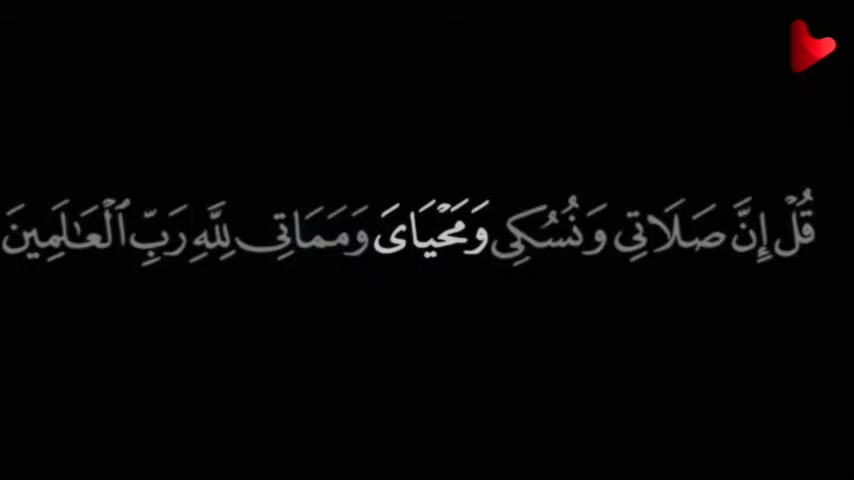 قُلْ إِنَّ صَلَاتِي وَنُسُكِي وَمَحْيَايَ وَمَمَاتِي لِلَّهِ رَبِّ ٱلْعَـٰلَمِينَ